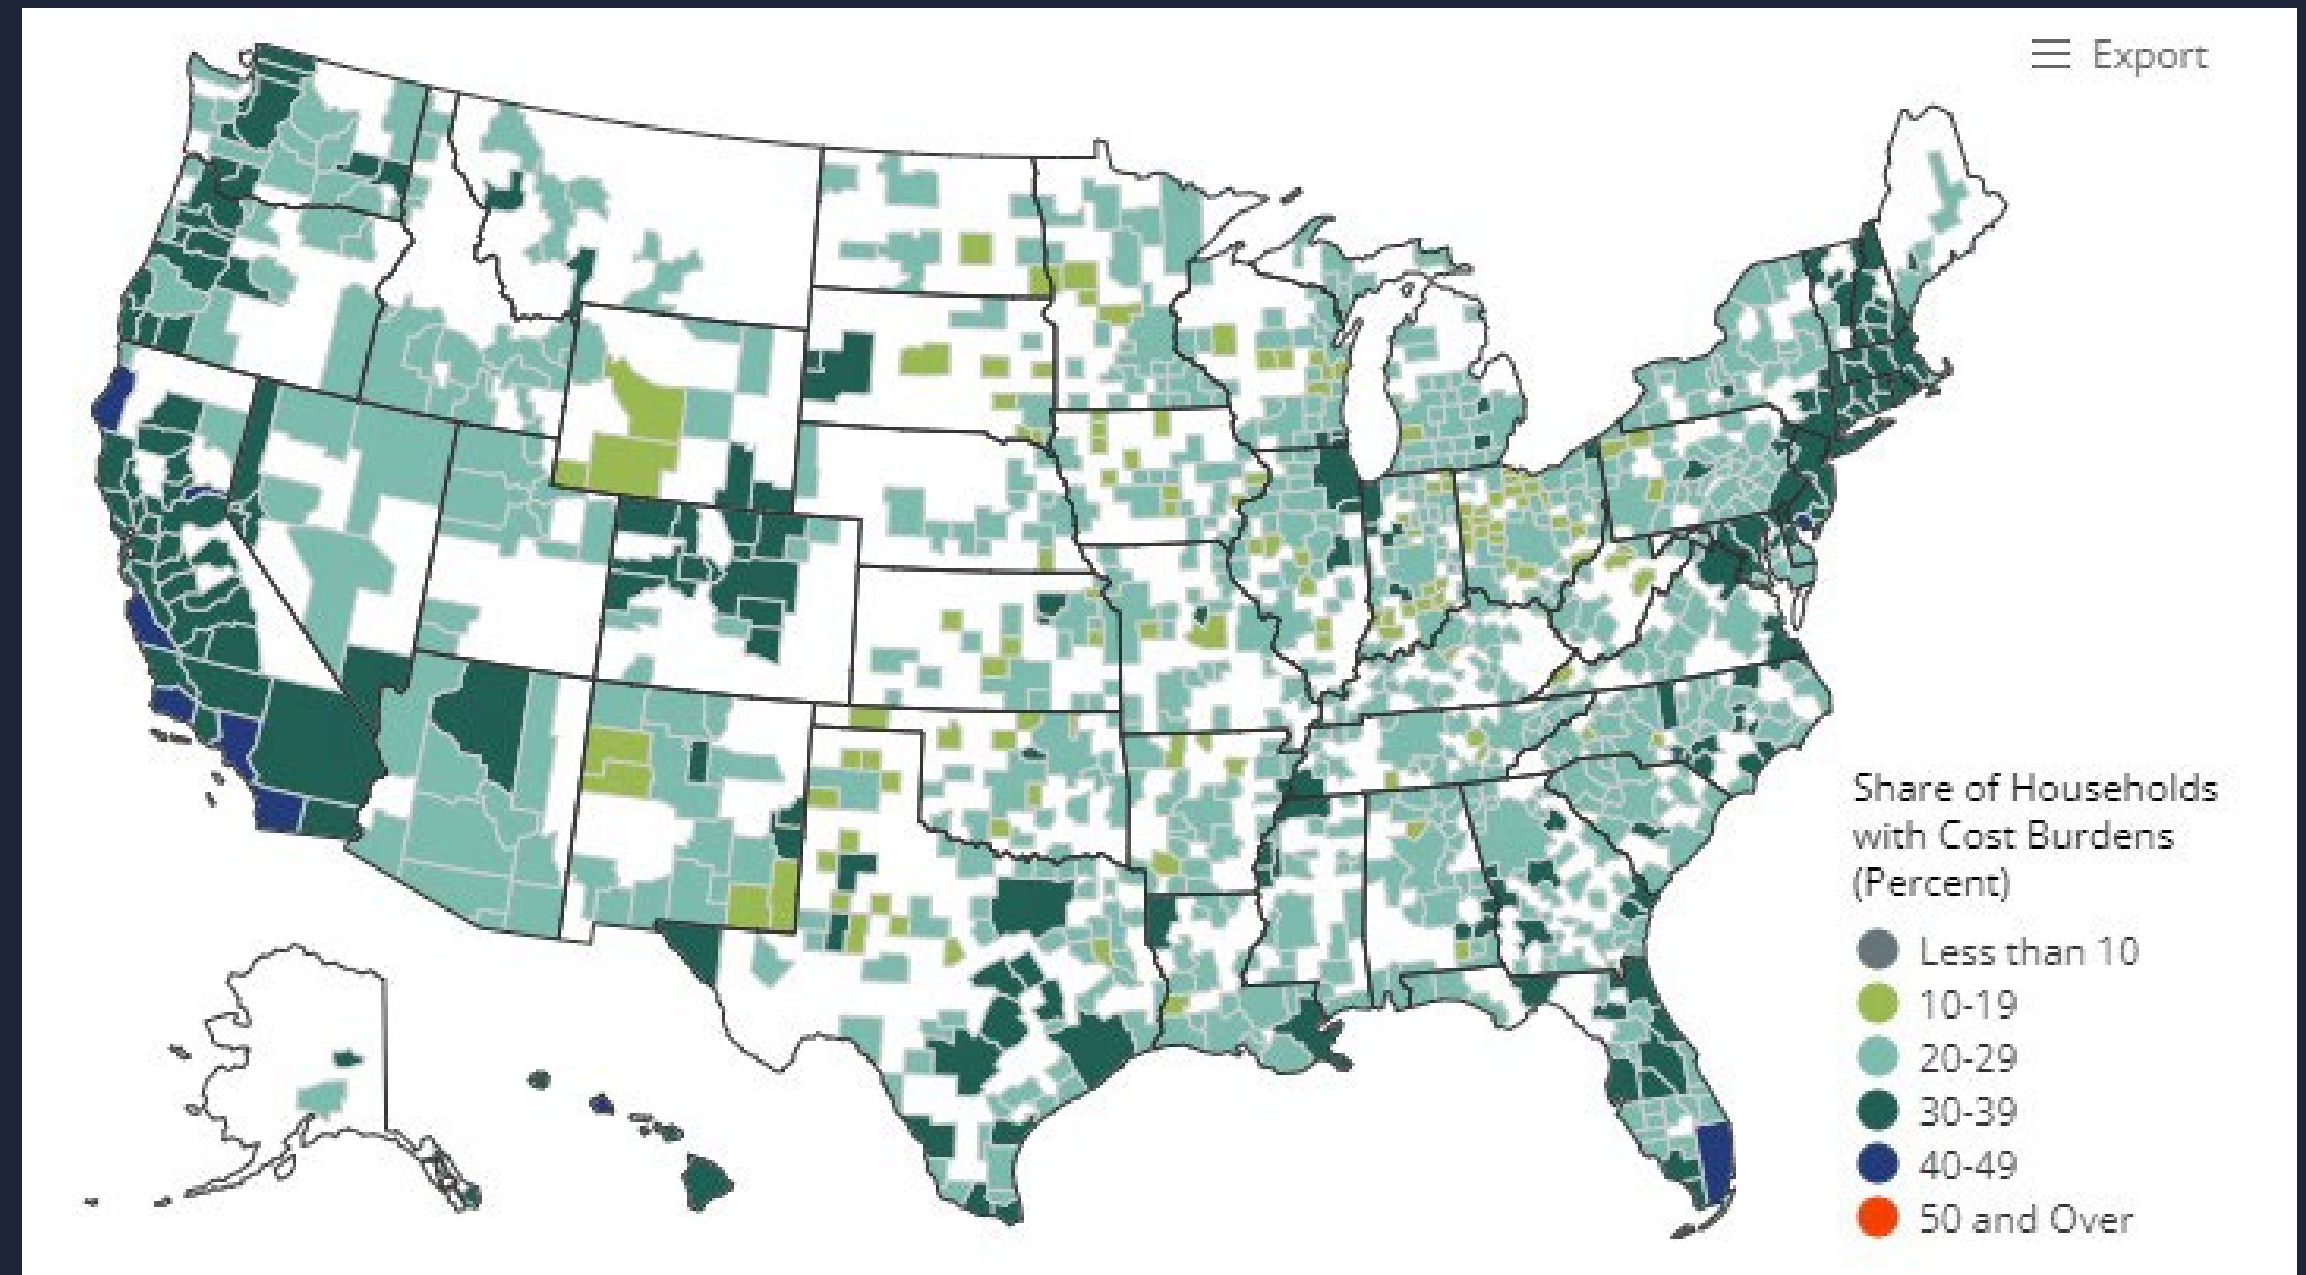 Export
Share of Households
with Cost Burdens
(Percent)
Less than 10
10-19
20-29
30-39
40-49
50 and Over